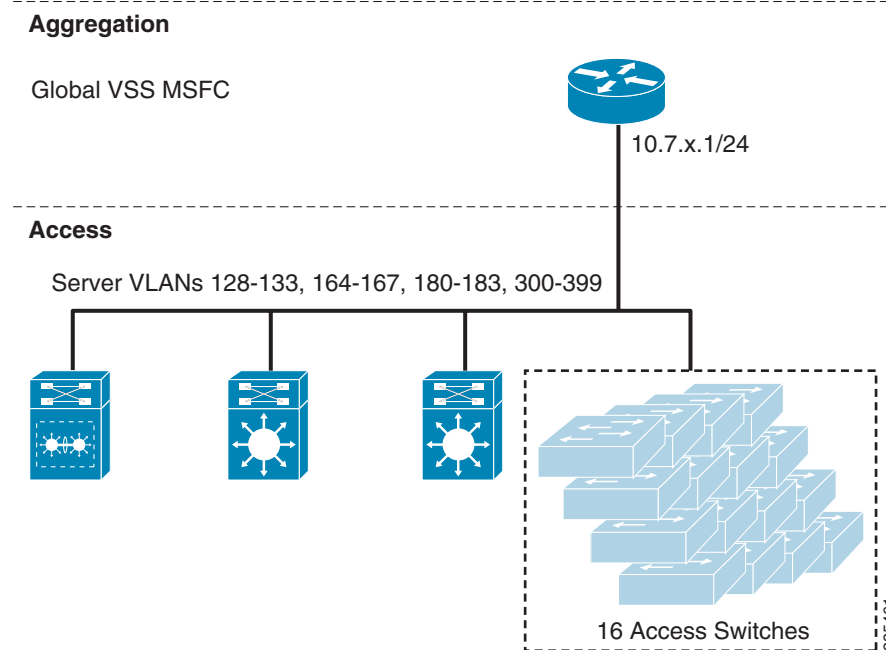 Aggregation
Global VSS MSFC
10.7.x.1/24
Access
Server VLANs 128-133, 164-167, 180-183, 300-399
16 Access Switches